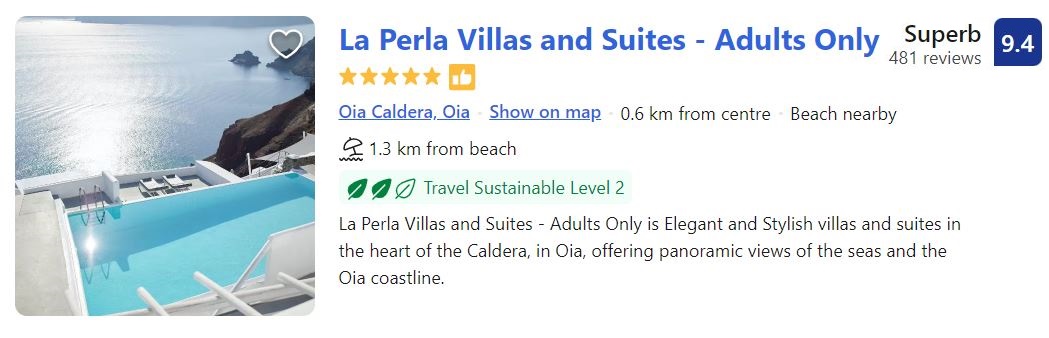 La Perla Villas and Suites - Adults Only
Superb
481 reviews
9.4
Oia Caldera, Oia · Show on map · 0.6 km from centre · Beach nearby
1.3 km from beach
Travel Sustainable Level 2
La Perla Villas and Suites - Adults Only is Elegant and Stylish villas and suites in
the heart of the Caldera, in Oia, offering panoramic views of the seas and the
Oia coastline.